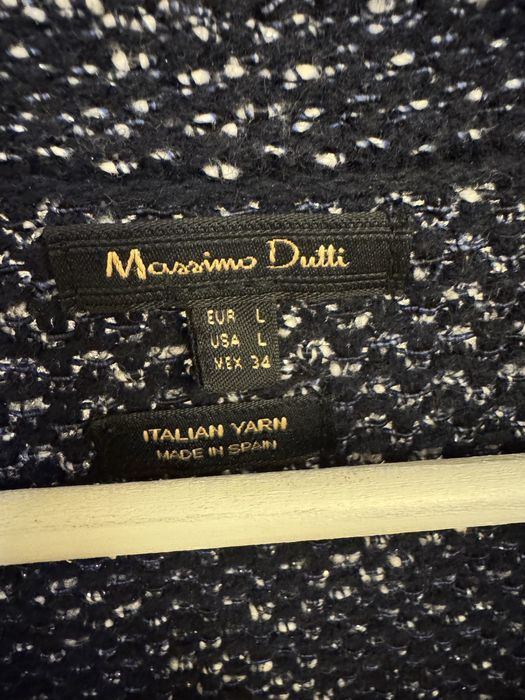 Massimo Dutti
EUR L
USA L
MEX 34
ITALIAN YARN
MADE IN SPAIN